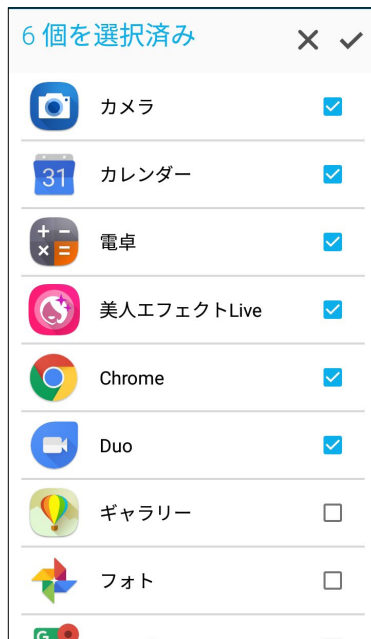 6 個を選択済み
カメラ
31
カレンダー
電卓
美人エフェクトLive
Chrome
Duo
ギャラリー
フォト
G